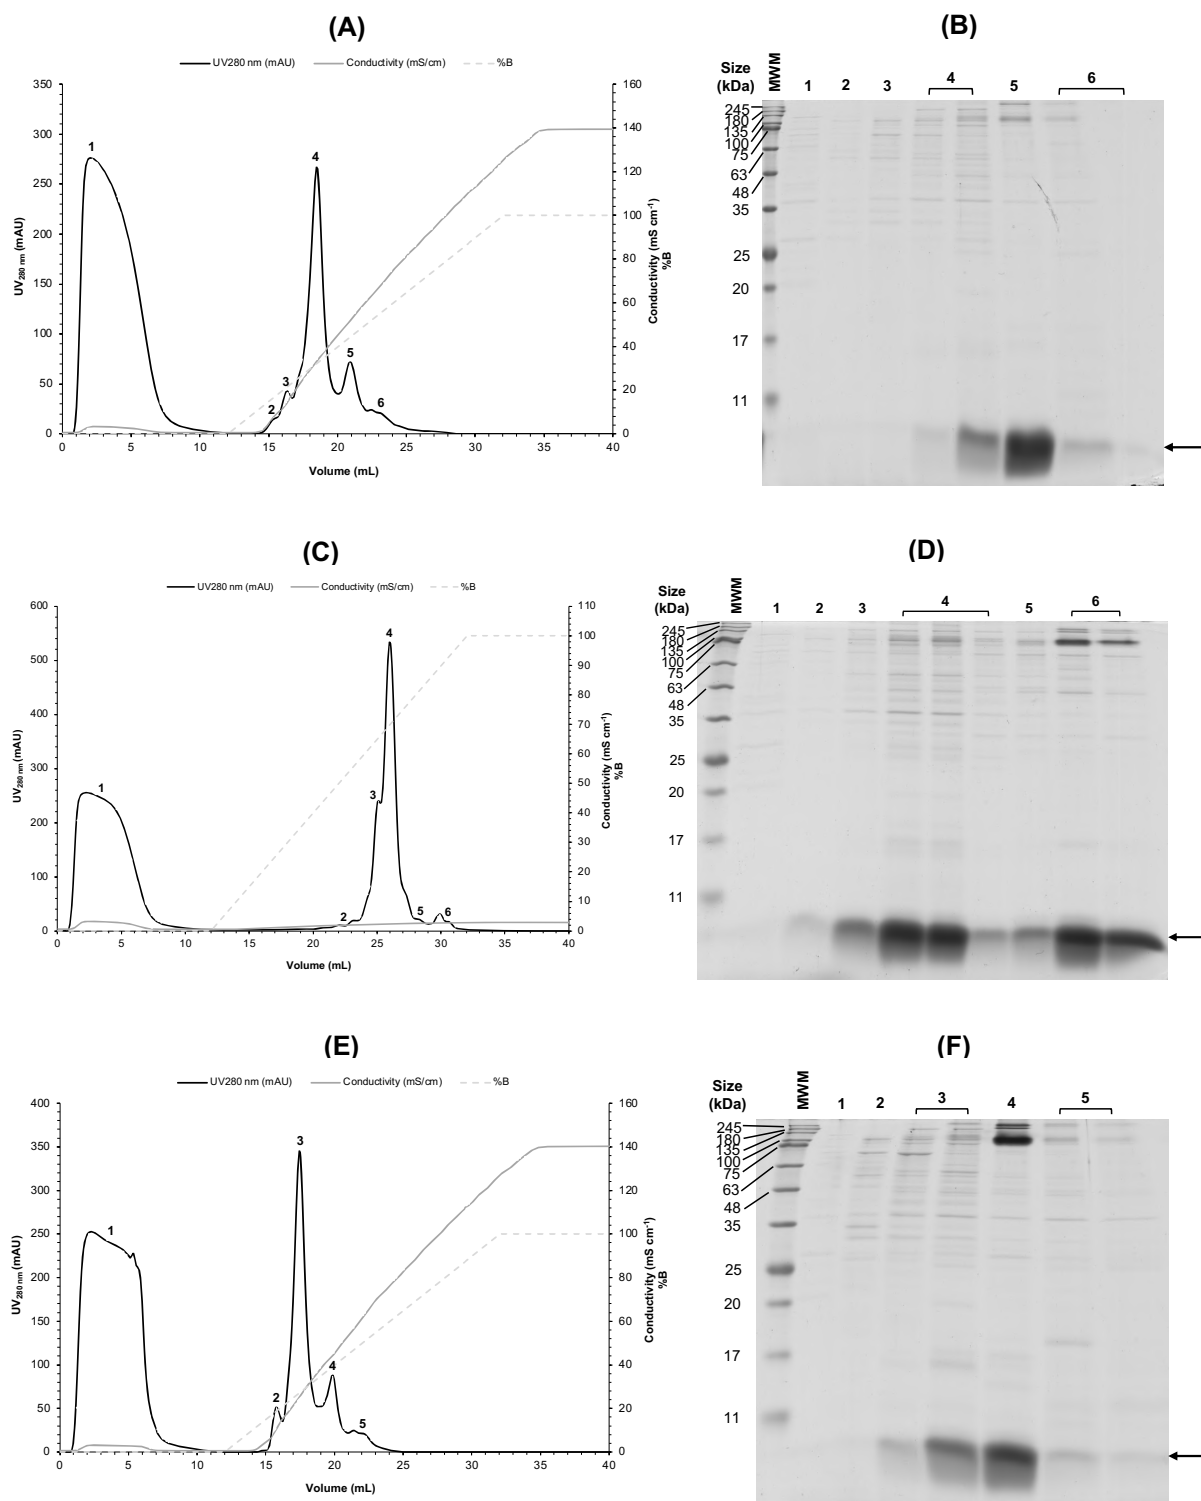 (A)
UV280 nm (mAU) Conductivity (mS/cm) %B
350
300
250
200
150
100
50
0
UV280 nm (mAU)
160
140
120
100
80
60
40
20
0
Conductivity (mS cm-1)
%B
1
2
3
4
5
6
0 5 10 15 20 25 30 35 40
Volume (mL)
(B)
Size
(kDa)
MWM
1 2 3 4 5 6
245
180
135
100
75
63
48
35
25
20
17
11
(C)
UV280 nm (mAU) Conductivity (mS/cm) %B
600
500
400
300
200
100
0
UV280 nm (mAU)
110
100
90
80
70
60
50
40
30
20
10
0
Conductivity (mS cm-1)
%B
1
2
3
4
5
6
0 5 10 15 20 25 30 35 40
Volume (mL)
(D)
Size
(kDa)
MWM
1 2 3 4 5 6
245
180
135
100
75
63
48
35
25
20
17
11
(E)
UV280 nm (mAU) Conductivity (mS/cm) %B
400
350
300
250
200
150
100
50
0
UV280 nm (mAU)
160
140
120
100
80
60
40
20
0
Conductivity (mS cm-1)
%B
1
2
3
4
5
0 5 10 15 20 25 30 35 40
Volume (mL)
(F)
Size
(kDa)
MWM
1 2 3 4 5
245
180
135
100
75
63
48
35
25
20
17
11